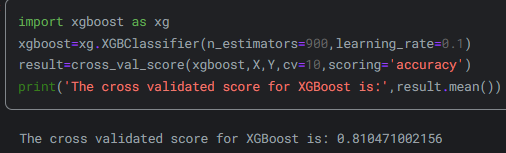 import xgboost as xg
xgboost=xg.XGBClassifier(n_estimators=900,learning_rate=0.1)
result=cross_val_score(xgboost,X,Y,cv=10,scoring='accuracy')
print('The cross validated score for XGBoost is:',result.mean())
The cross validated score for XGBoost is: 0.810471002156